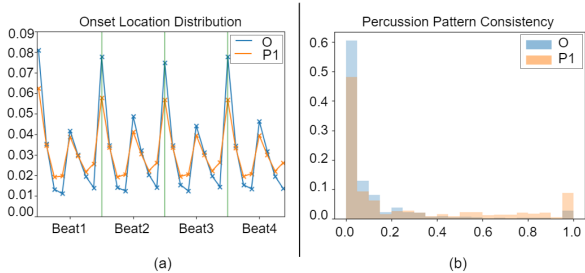 Onset Location Distribution
0.09
0.08
0.07
0.06
0.05
0.04
0.03
0.02
0.01
0.00
O
P1
Beat1 Beat2 Beat3 Beat4
(a)
Percussion Pattern Consistency
0.6
0.5
0.4
0.3
0.2
0.1
0.0
O
P1
0.0 0.2 0.4 0.6 0.8 1.0
(b)